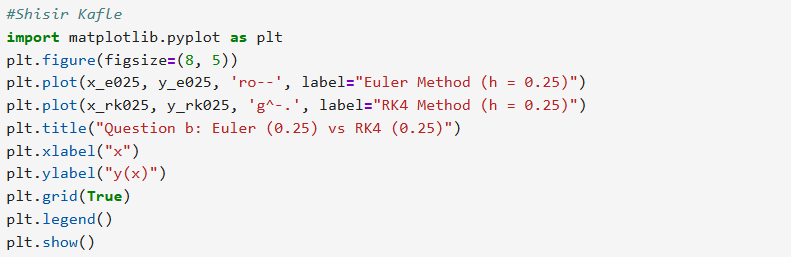 #Shisir Kafle
import matplotlib.pyplot as plt
plt.figure(figsize=(8, 5))
plt.plot(x_e025, y_e025, 'ro--', label="Euler Method (h = 0.25)")
plt.plot(x_rk025, y_rk025, 'g^-.', label="RK4 Method (h = 0.25)")
plt.title("Question b: Euler (0.25) vs RK4 (0.25)")
plt.xlabel("x")
plt.ylabel("y(x)")
plt.grid(True)
plt.legend()
plt.show()